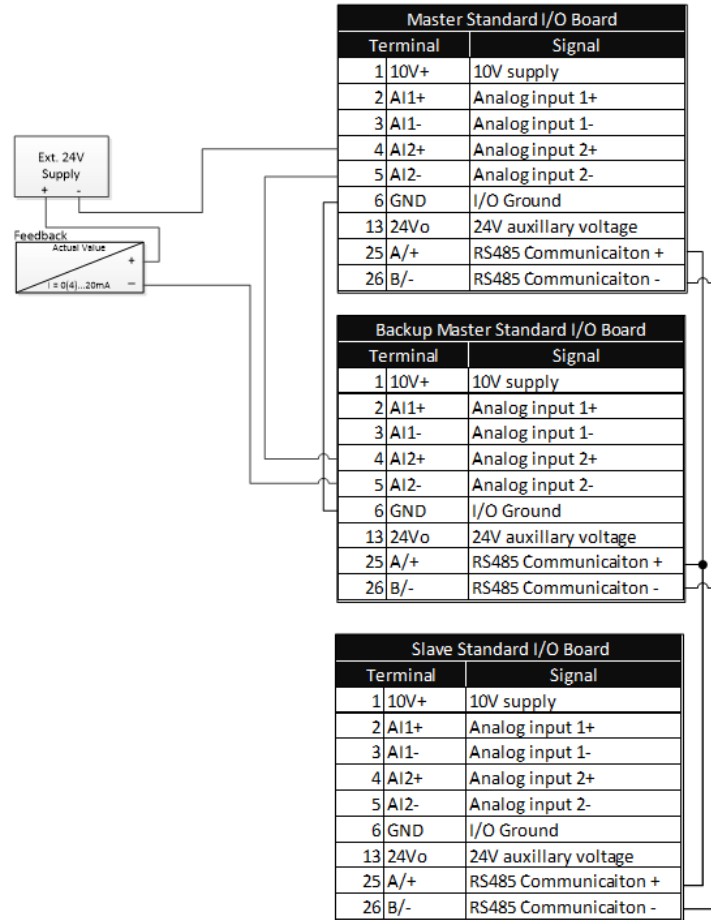 Master Standard I/O Board
Terminal Signal
1 10V+ 10V supply
2 AI1+ Analog input 1+
3 AI1- Analog input 1-
4 AI2+ Analog input 2+
5 AI2- Analog input 2-
6 GND I/O Ground
13 24Vo 24V auxillary voltage
25 A/+ RS485 Communicaiton +
26 B/- RS485 Communicaiton -
Ext. 24V
Supply
+ -
Feedback
Actual Value
+
I = 0(4)...20mA −
Backup Master Standard I/O Board
Terminal Signal
1 10V+ 10V supply
2 AI1+ Analog input 1+
3 AI1- Analog input 1-
4 AI2+ Analog input 2+
5 AI2- Analog input 2-
6 GND I/O Ground
13 24Vo 24V auxillary voltage
25 A/+ RS485 Communicaiton +
26 B/- RS485 Communicaiton -
Slave Standard I/O Board
Terminal Signal
1 10V+ 10V supply
2 AI1+ Analog input 1+
3 AI1- Analog input 1-
4 AI2+ Analog input 2+
5 AI2- Analog input 2-
6 GND I/O Ground
13 24Vo 24V auxillary voltage
25 A/+ RS485 Communicaiton +
26 B/- RS485 Communicaiton -